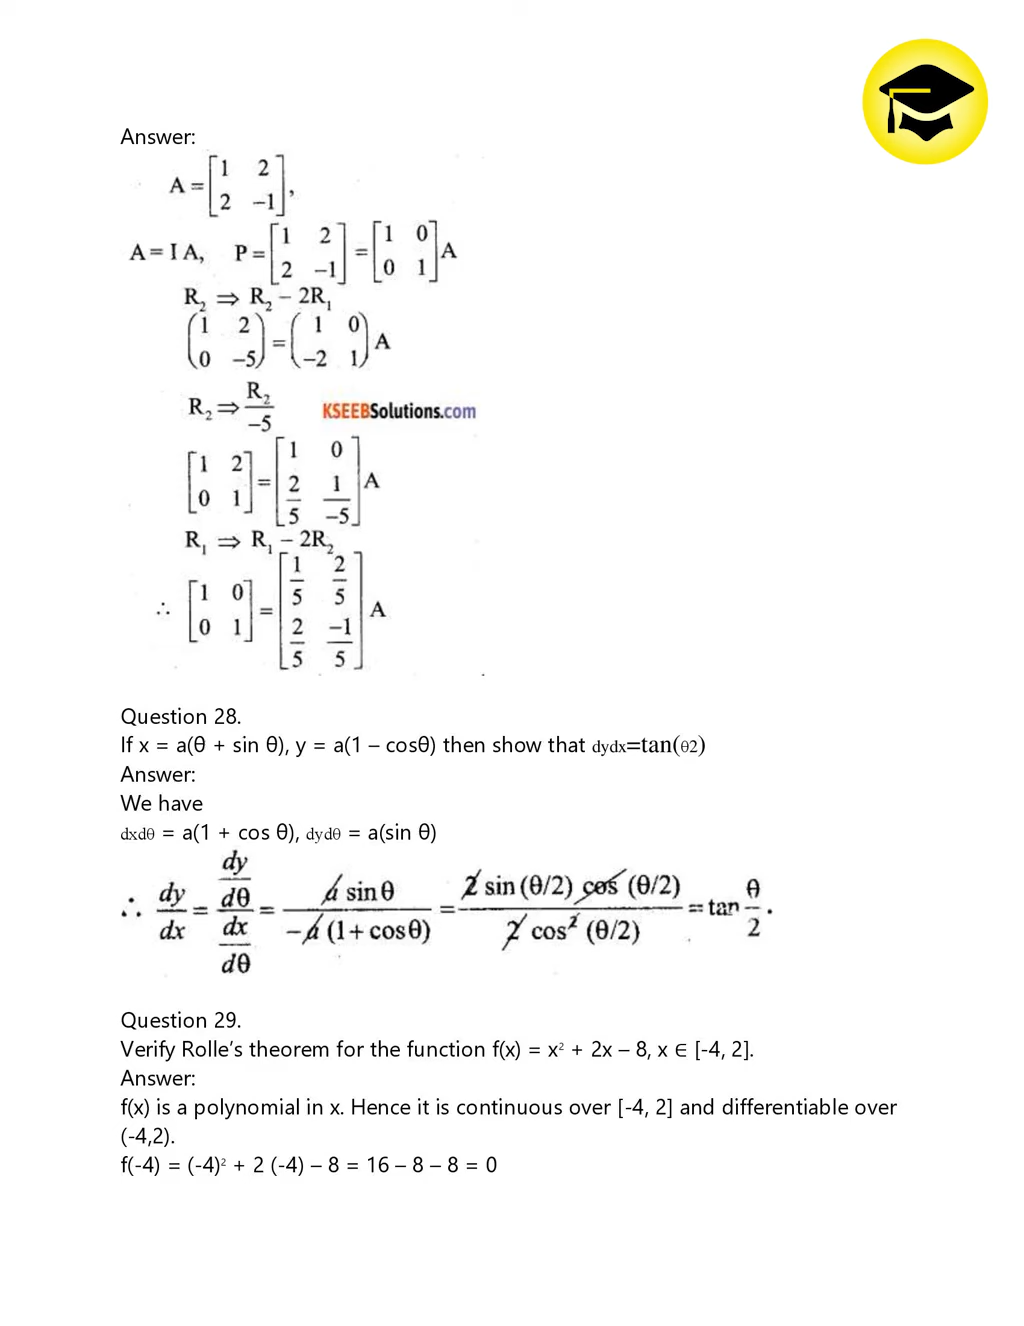 Answer:
A = [1 2
2 –1],
A = I A, P = [1 2
2 –1] = [1 0
0 1] A
R₂ ⇒ R₂ – 2R₁
(1 2
0 –5) = (1 0
–2 1) A
R₂ ⇒ R₂/–5 KSEEBSolutions.com
[1 2
0 1] = [1 0
2/5 1/–5] A
R₁ ⇒ R₁ – 2R₂
∴ [1 0
0 1] = [1/5 2/5
2/5 –1/5] A
Question 28.
If x = a(θ + sin θ), y = a(1 – cosθ) then show that dydx=tan(θ2)
Answer:
We have
dxdθ = a(1 + cos θ), dydθ = a(sin θ)
∴ dy/dx = (dy/dθ)/(dx/dθ) = a sin θ/–a (1 + cos θ) = 2 sin (θ/2) cos (θ/2)/2 cos² (θ/2) = tan θ/2 .
Question 29.
Verify Rolle’s theorem for the function f(x) = x² + 2x – 8, x ∈ [-4, 2].
Answer:
f(x) is a polynomial in x. Hence it is continuous over [-4, 2] and differentiable over
(-4,2).
f(-4) = (-4)² + 2 (-4) – 8 = 16 – 8 – 8 = 0